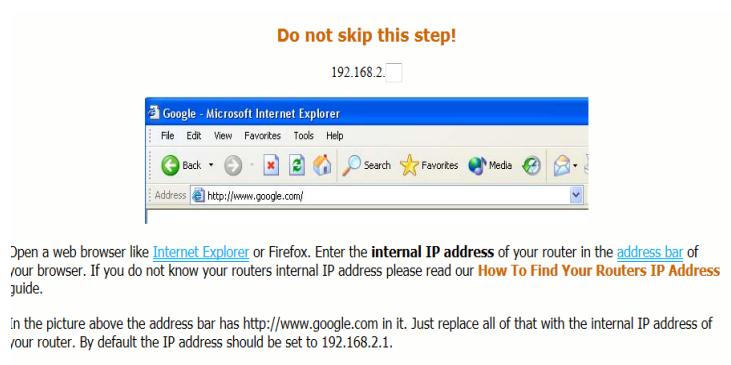 Do not skip this step!
192.168.2.
Google - Microsoft Internet Explorer
File Edit View Favorites Tools Help
Back Search Favorites Media
Address http://www.google.com/
Open a web browser like Internet Explorer or Firefox. Enter the internal IP address of your router in the address bar of
your browser. If you do not know your routers internal IP address please read our How To Find Your Routers IP Address
guide.
In the picture above the address bar has http://www.google.com in it. Just replace all of that with the internal IP address of
your router. By default the IP address should be set to 192.168.2.1.